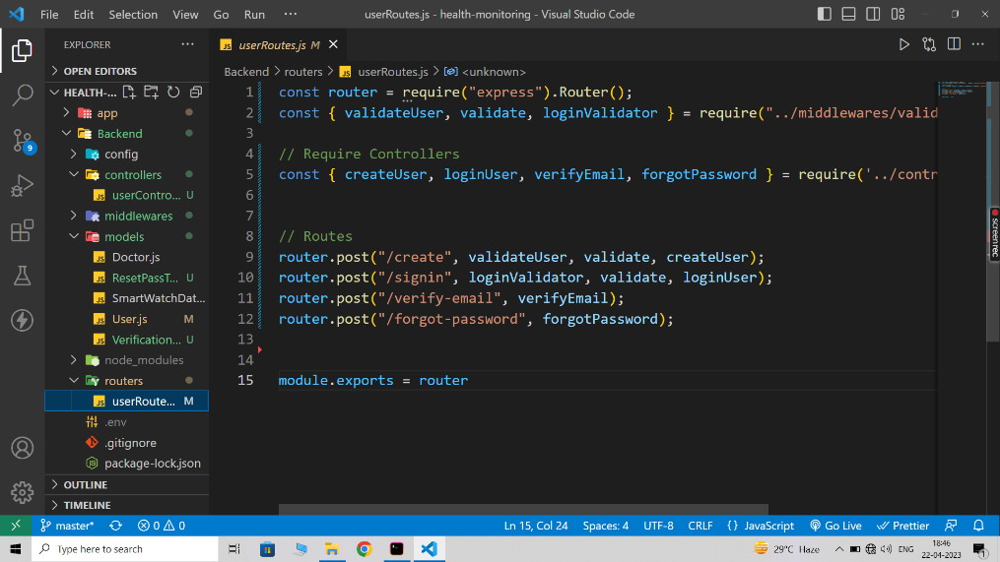 File Edit Selection View Go Run ··· userRoutes.js - health-monitoring - Visual Studio Code
EXPLORER ···
OPEN EDITORS
HEALTH-...
app
Backend
config
controllers
userContro... U
middlewares
models
Doctor.js
ResetPassT... U
SmartWatchDat...
User.js M
Verification... U
node_modules
routers
userRoute... M
.env
.gitignore
package-lock.json
OUTLINE
TIMELINE
9
userRoutes.js M
Backend > routers > userRoutes.js > <unknown>
1 const router = require("express").Router();
2 const { validateUser, validate, loginValidator } = require("../middlewares/valid
3
4 // Require Controllers
5 const { createUser, loginUser, verifyEmail, forgotPassword } = require('../contr
6
7
8 // Routes
9 router.post("/create", validateUser, validate, createUser);
10 router.post("/signin", loginValidator, validate, loginUser);
11 router.post("/verify-email", verifyEmail);
12 router.post("/forgot-password", forgotPassword);
13
14
15 module.exports = router
screenrec
master* 0 0 Ln 15, Col 24 Spaces: 4 UTF-8 CRLF {} JavaScript Go Live Prettier
Type here to search 29°C Haze ENG 18:46
22-04-2023 1